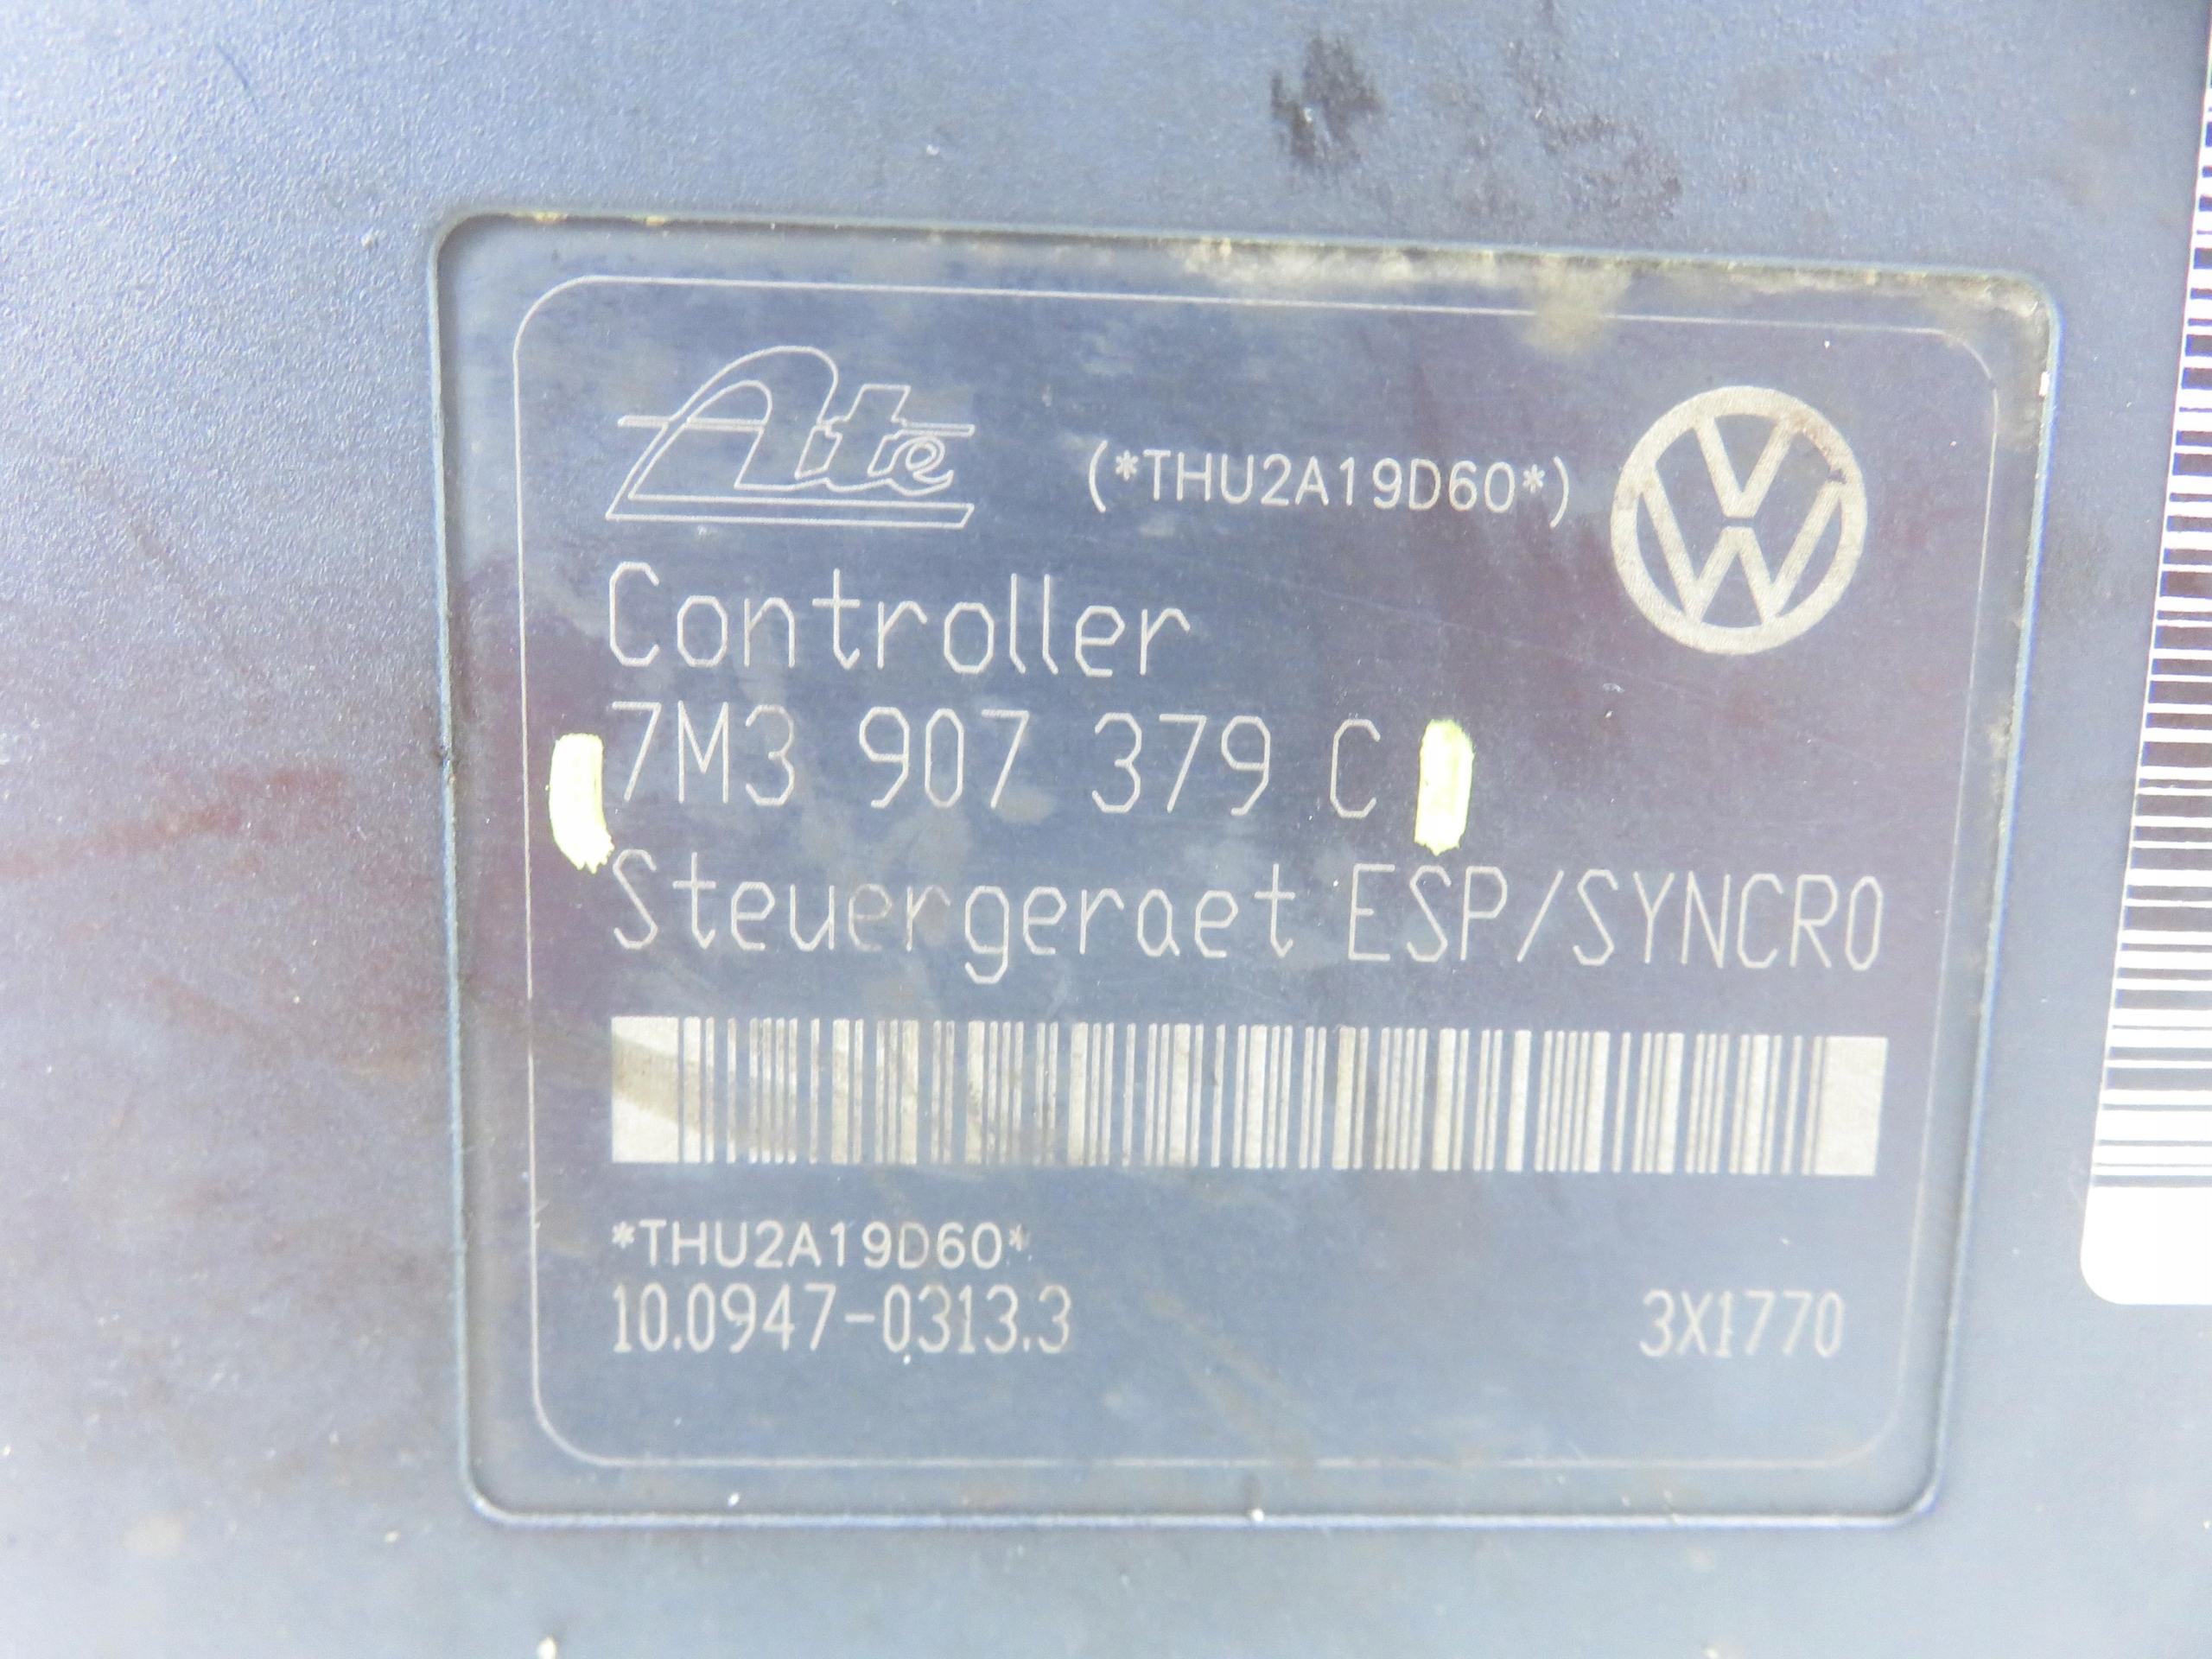 Ate (*THU2A19D60*)
Controller
7M3 907 379 C
Steuergeraet ESP/SYNCRO
*THU2A19D60*
10.0947-0313.3 3X1770